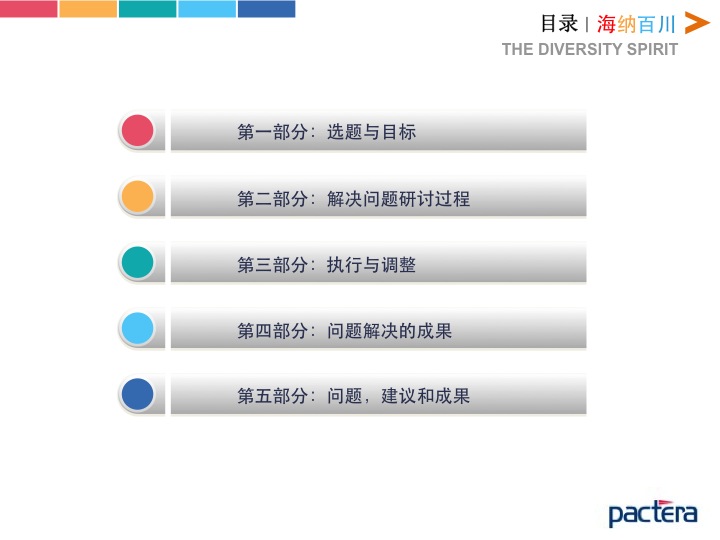 目录 | 海纳百川
THE DIVERSITY SPIRIT
第一部分：选题与目标
第二部分：解决问题研讨过程
第三部分：执行与调整
第四部分：问题解决的成果
第五部分：问题，建议和成果
pactera